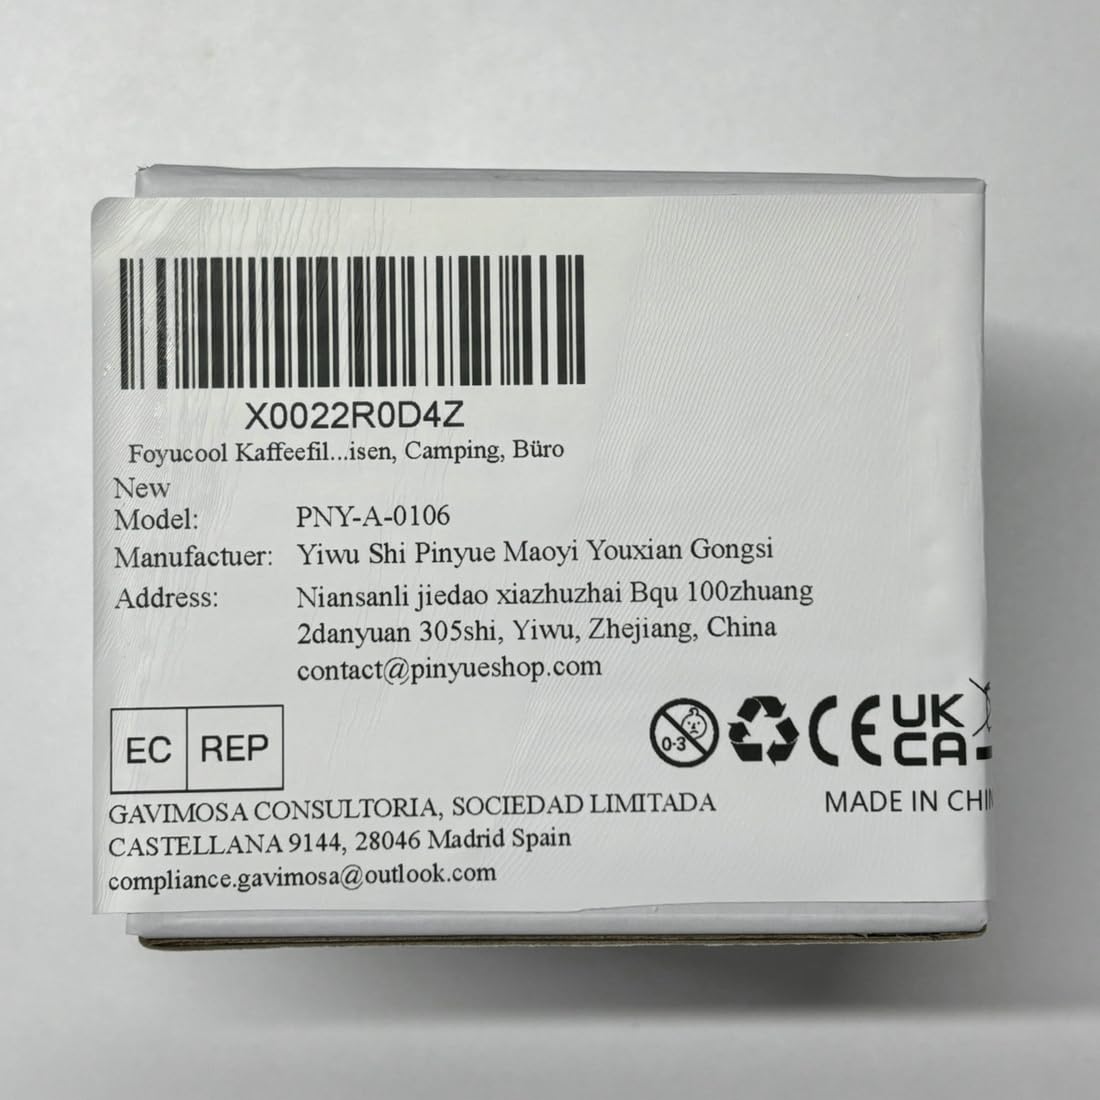 X0022R0D4Z
Foyucool Kaffeefil...isen, Camping, Büro
New
Model: PNY-A-0106
Manufactuer: Yiwu Shi Pinyue Maoyi Youxian Gongsi
Address: Niansanli jiedao xiazhuzhai Bqu 100zhuang
2danyuan 305shi, Yiwu, Zhejiang, China
contact@pinyueshop.com
EC REP
0-3 CE UK
CA
GAVIMOSA CONSULTORIA, SOCIEDAD LIMITADA
MADE IN CHIN
CASTELLANA 9144, 28046 Madrid Spain
compliance.gavimosa@outlook.com